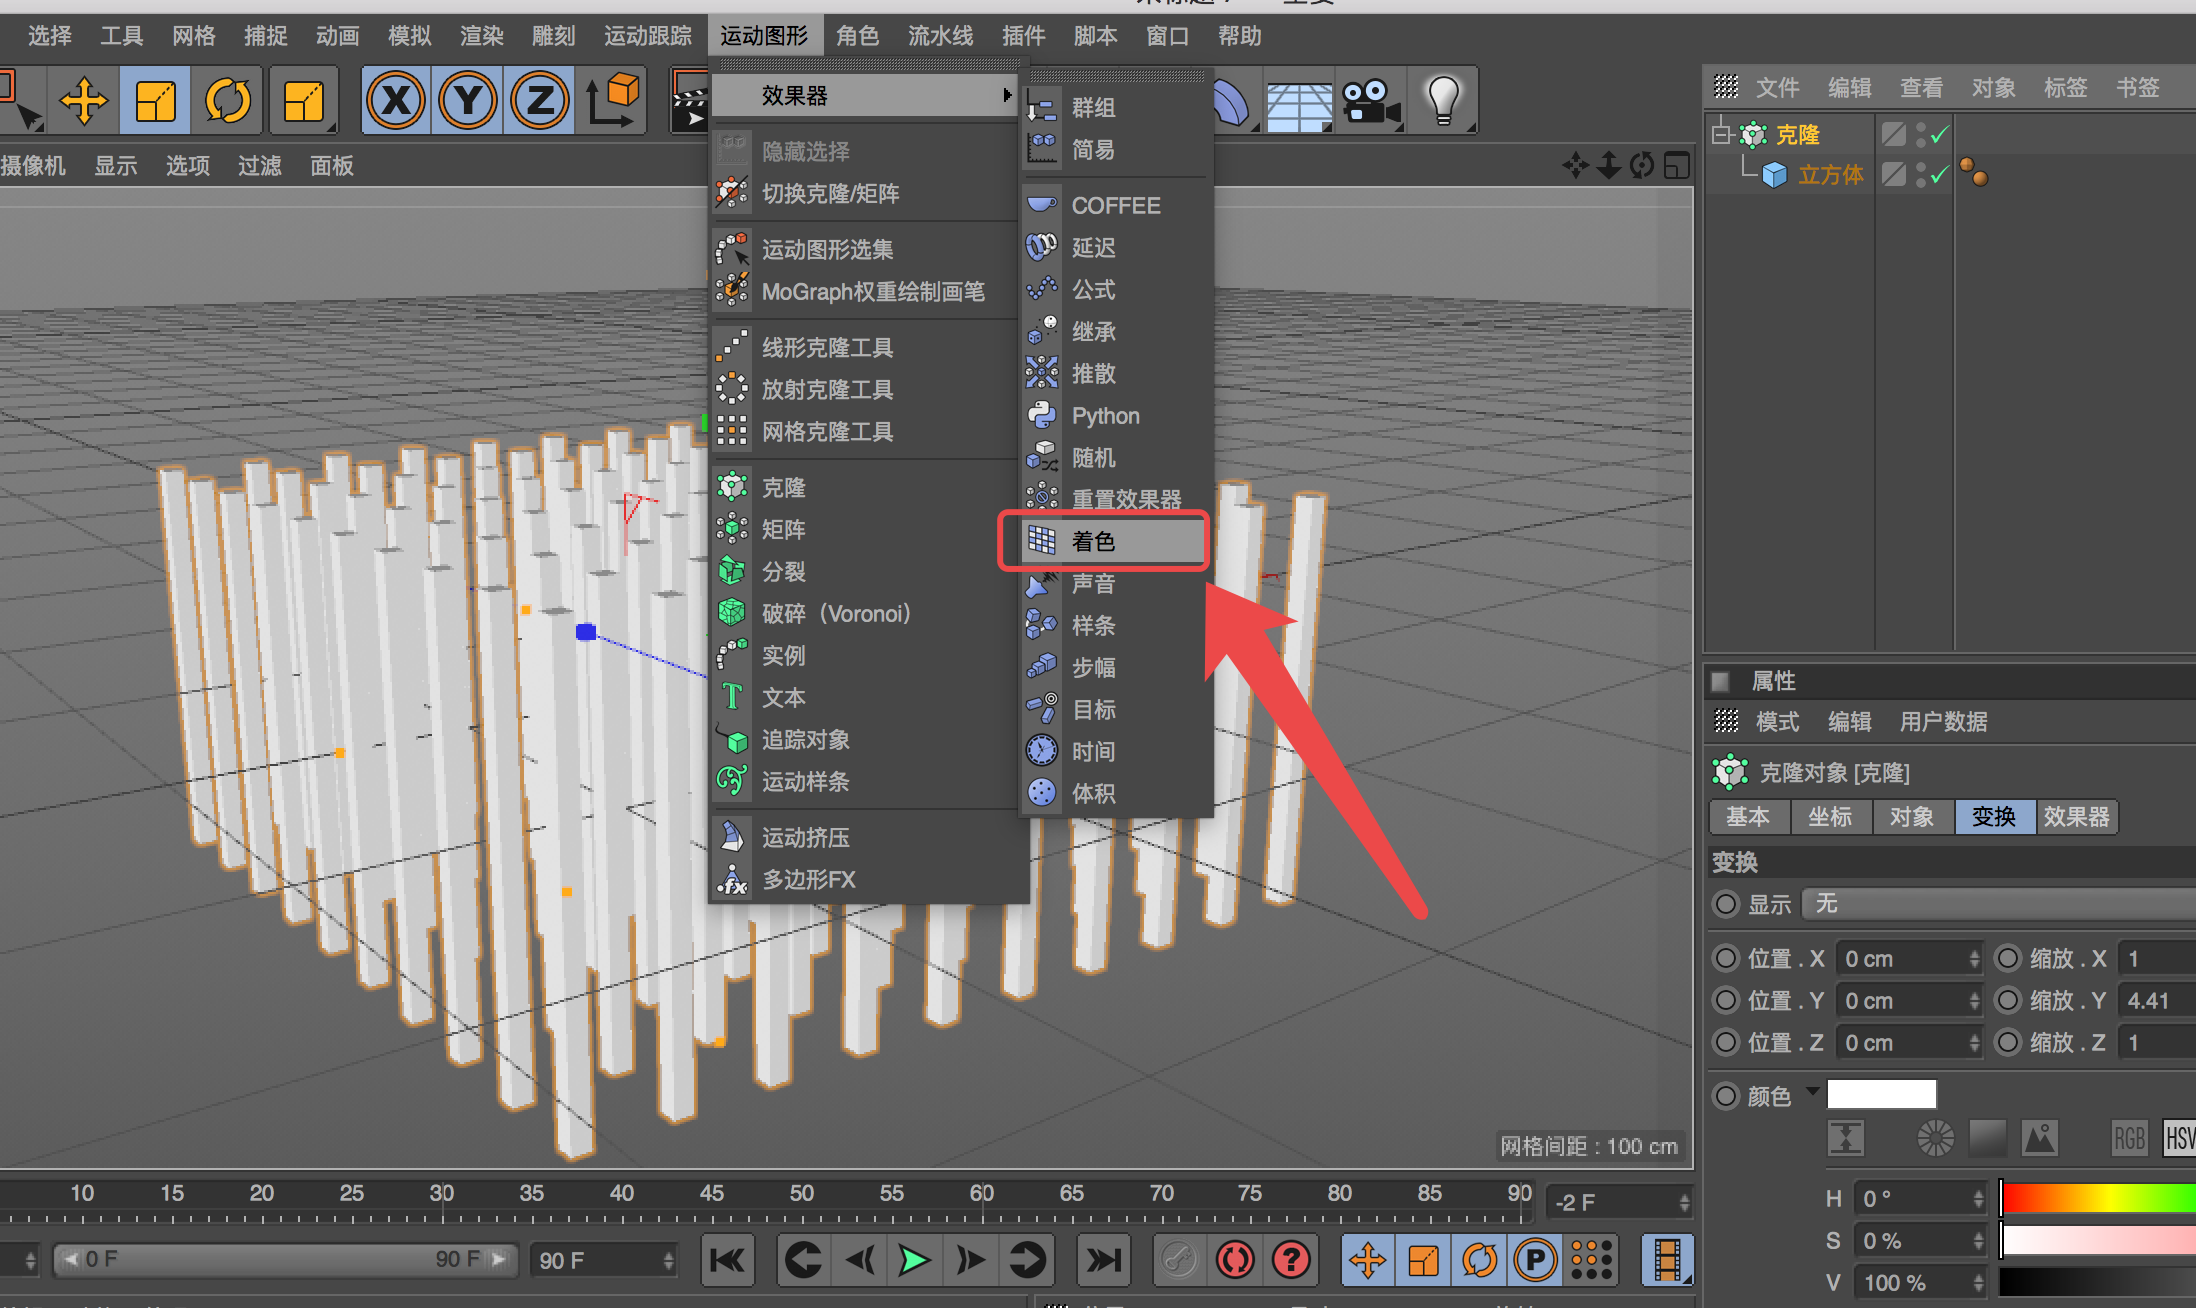 选择 工具 网格 捕捉 动画 模拟 渲染 雕刻 运动跟踪 运动图形 角色 流水线 插件 脚本 窗口 帮助
X Y Z
摄像机 显示 选项 过滤 面板
效果器
隐藏选择
切换克隆/矩阵
运动图形选集
MoGraph权重绘制画笔
线形克隆工具
放射克隆工具
网格克隆工具
克隆
矩阵
分裂
破碎（Voronoi）
实例
文本
追踪对象
运动样条
运动挤压
多边形FX
群组
简易
COFFEE
延迟
公式
继承
推散
Python
随机
重置效果器
着色
声音
样条
步幅
目标
时间
体积
文件 编辑 查看 对象 标签 书签
克隆
立方体
属性
模式 编辑 用户数据
克隆对象 [克隆]
基本 坐标 对象 变换 效果器
变换
显示 无
位置 . X 0 cm 缩放 . X 1
位置 . Y 0 cm 缩放 . Y 4.41
位置 . Z 0 cm 缩放 . Z 1
颜色
RGB HSV
H 0 °
S 0 %
V 100 %
网格间距 : 100 cm
10 15 20 25 30 35 40 45 50 55 60 65 70 75 80 85 90 -2 F
0 F 90 F 90 F
? P